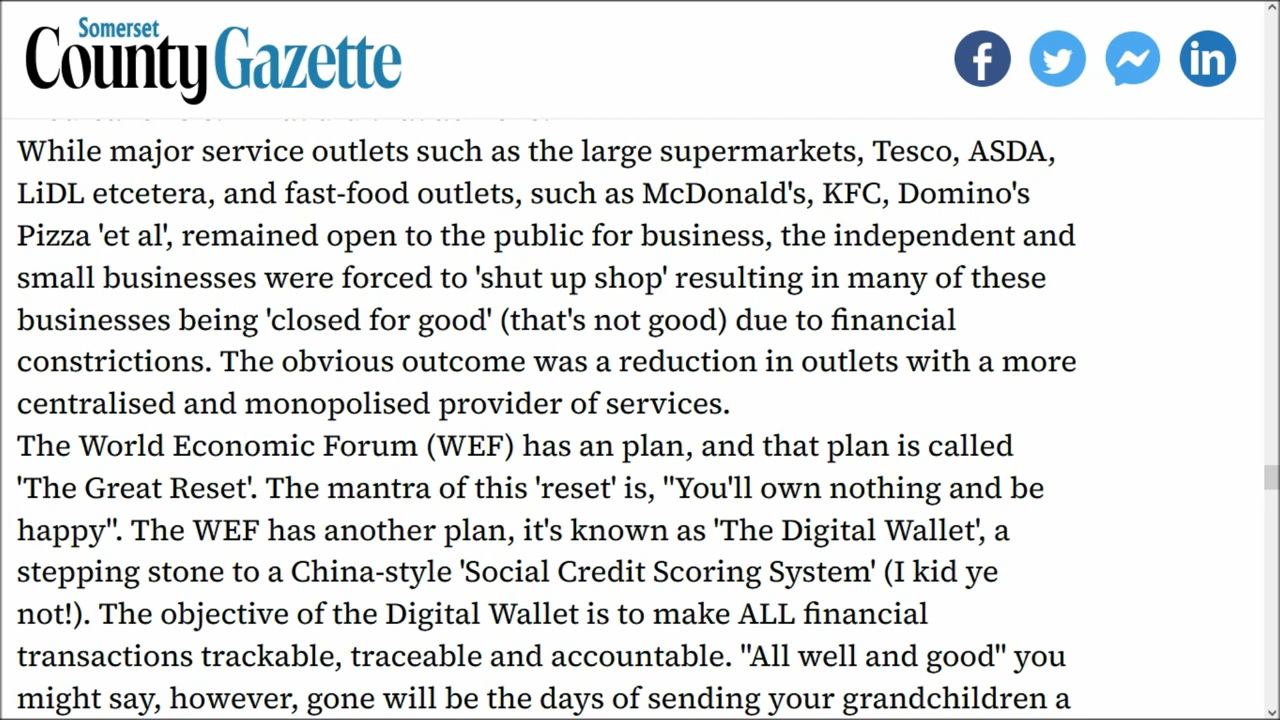 Somerset
County Gazette
While major service outlets such as the large supermarkets, Tesco, ASDA,
LiDL etcetera, and fast-food outlets, such as McDonald's, KFC, Domino's
Pizza 'et al', remained open to the public for business, the independent and
small businesses were forced to 'shut up shop' resulting in many of these
businesses being 'closed for good' (that's not good) due to financial
constrictions. The obvious outcome was a reduction in outlets with a more
centralised and monopolised provider of services.
The World Economic Forum (WEF) has an plan, and that plan is called
'The Great Reset'. The mantra of this 'reset' is, "You'll own nothing and be
happy". The WEF has another plan, it's known as 'The Digital Wallet', a
stepping stone to a China-style 'Social Credit Scoring System' (I kid ye
not!). The objective of the Digital Wallet is to make ALL financial
transactions trackable, traceable and accountable. "All well and good" you
might say, however, gone will be the days of sending your grandchildren a